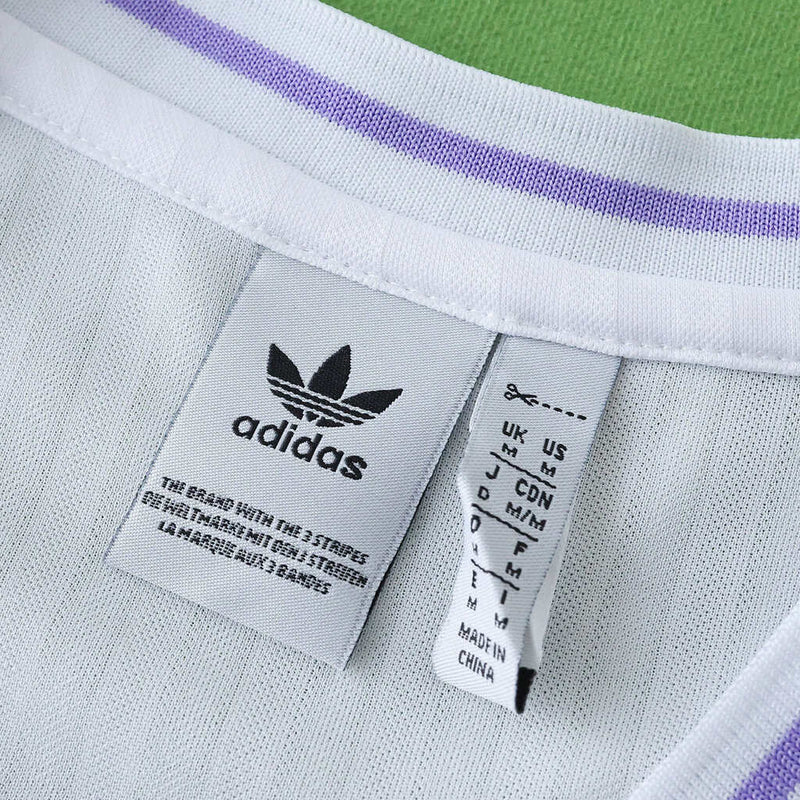 adidas
THE BRAND WITH THE 3 STRIPES
DIE WELTMARKE MIT DEN 3 STREIFEN
LA MARQUE AUX 3 BANDES
UK US
M M
J CDN
D M/M
F
M
E I
M M
MADE IN
CHINA